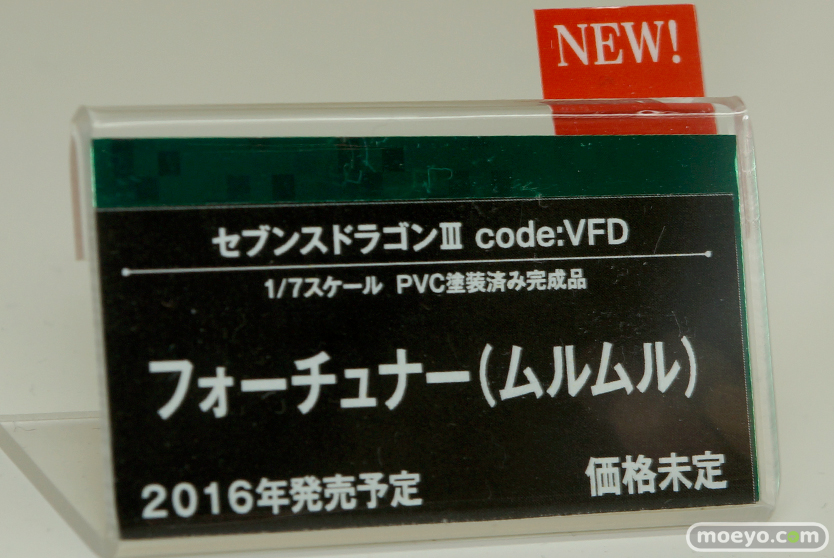 NEW!
セブンスドラゴンⅢ code:VFD
1/7スケール PVC塗装済み完成品
フォーチュナー(ムルムル)
価格未定
2016年発売予定
moeyo.com